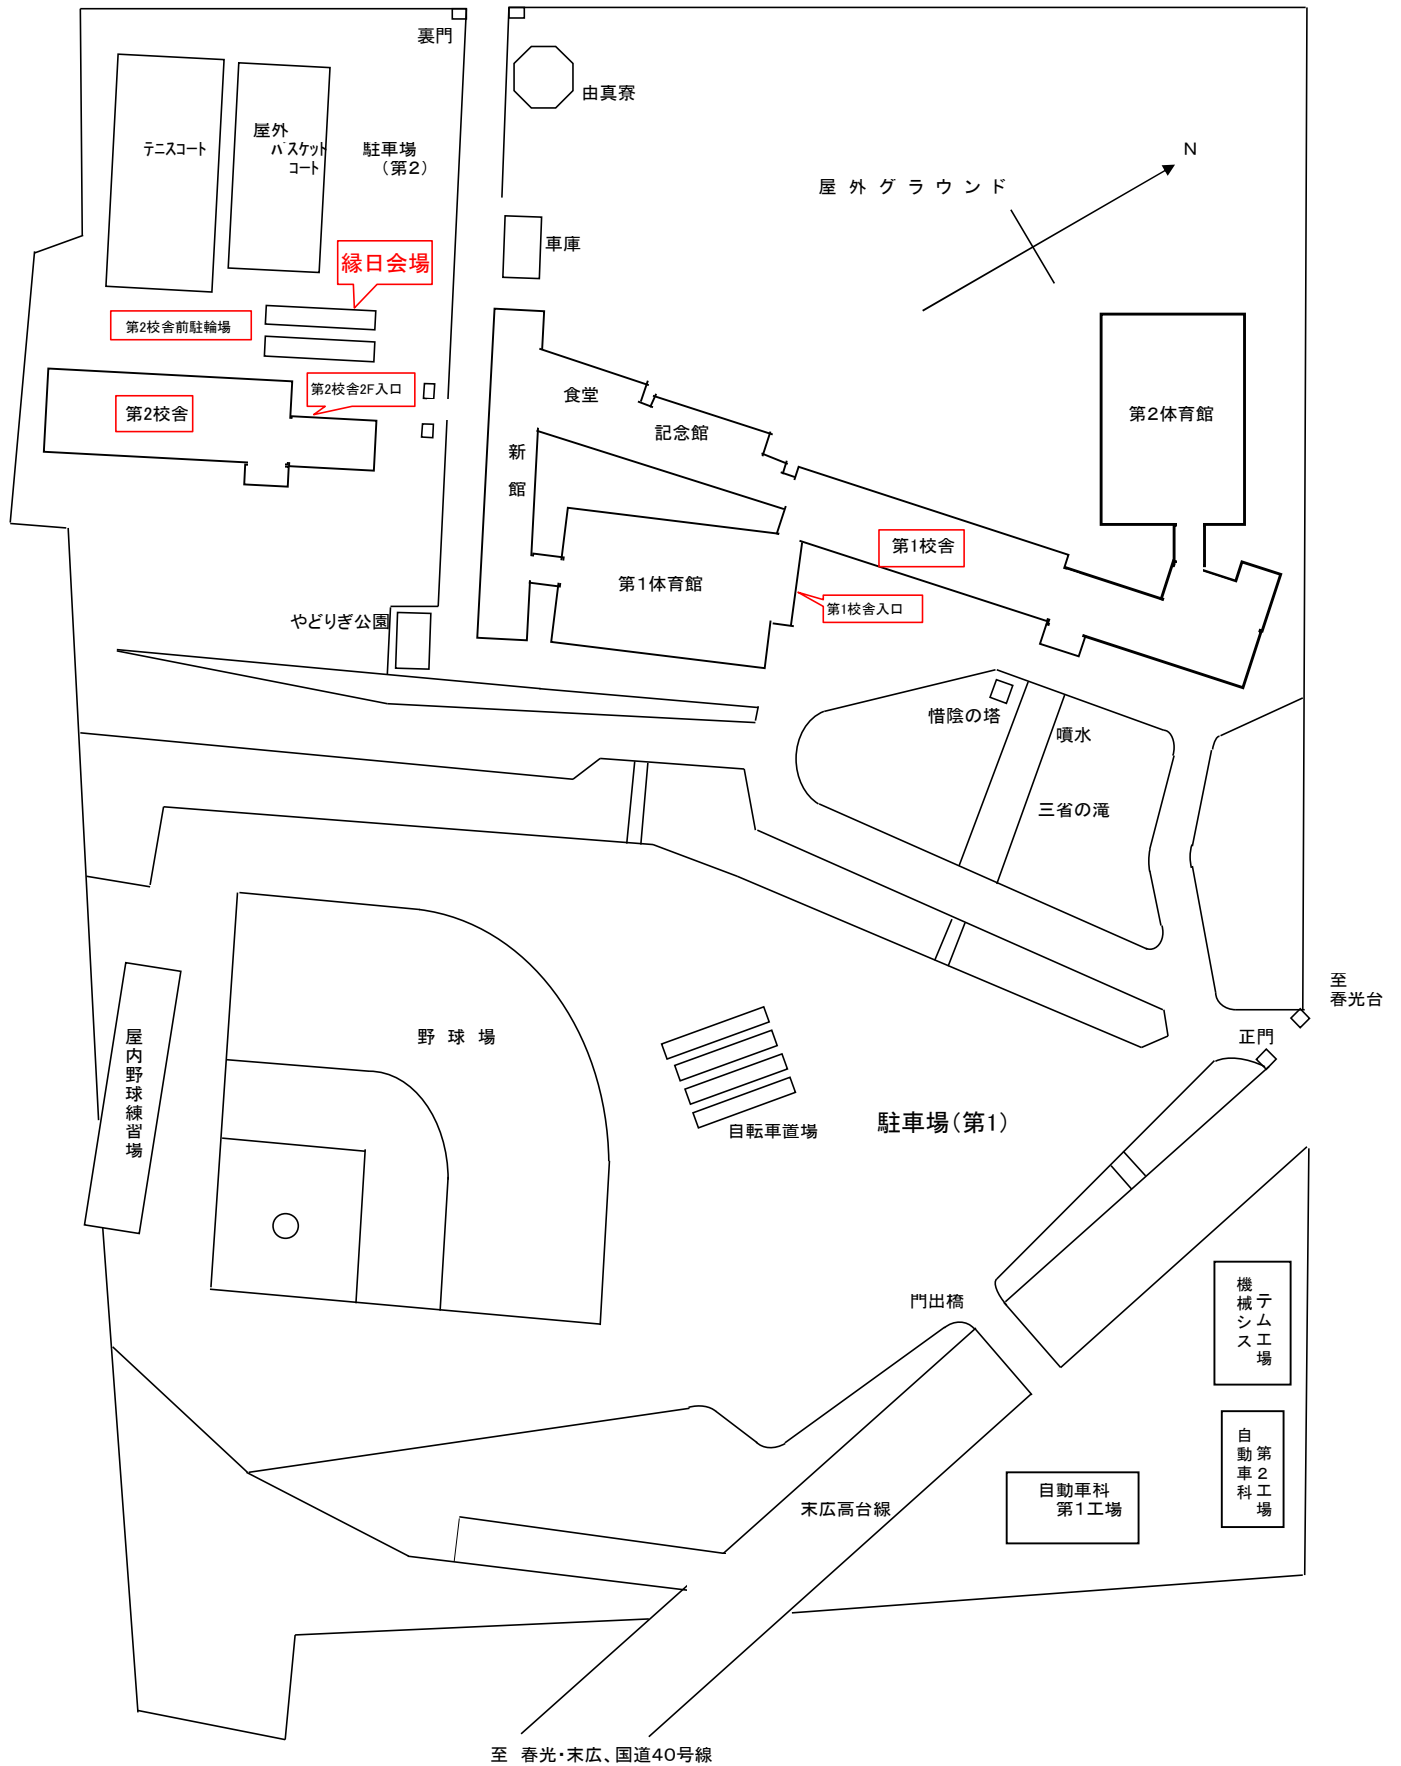 裏門
由真寮
テニスコート
屋外
バスケット
コート
駐車場
(第2)
N
屋外グラウンド
車庫
縁日会場
第2校舎前駐輪場
第2校舎2F入口
第2校舎
食堂
記念館
新館
第2体育館
第1校舎
第1体育館
第1校舎入口
やどりぎ公園
惜陰の塔
噴水
三省の滝
至
春光台
正門
野球場
屋内野球練習場
自転車置場
駐車場(第1)
門出橋
機械シス
テム工場
自動車科
第2工場
自動車科
第1工場
末広高台線
至 春光・末広、国道40号線